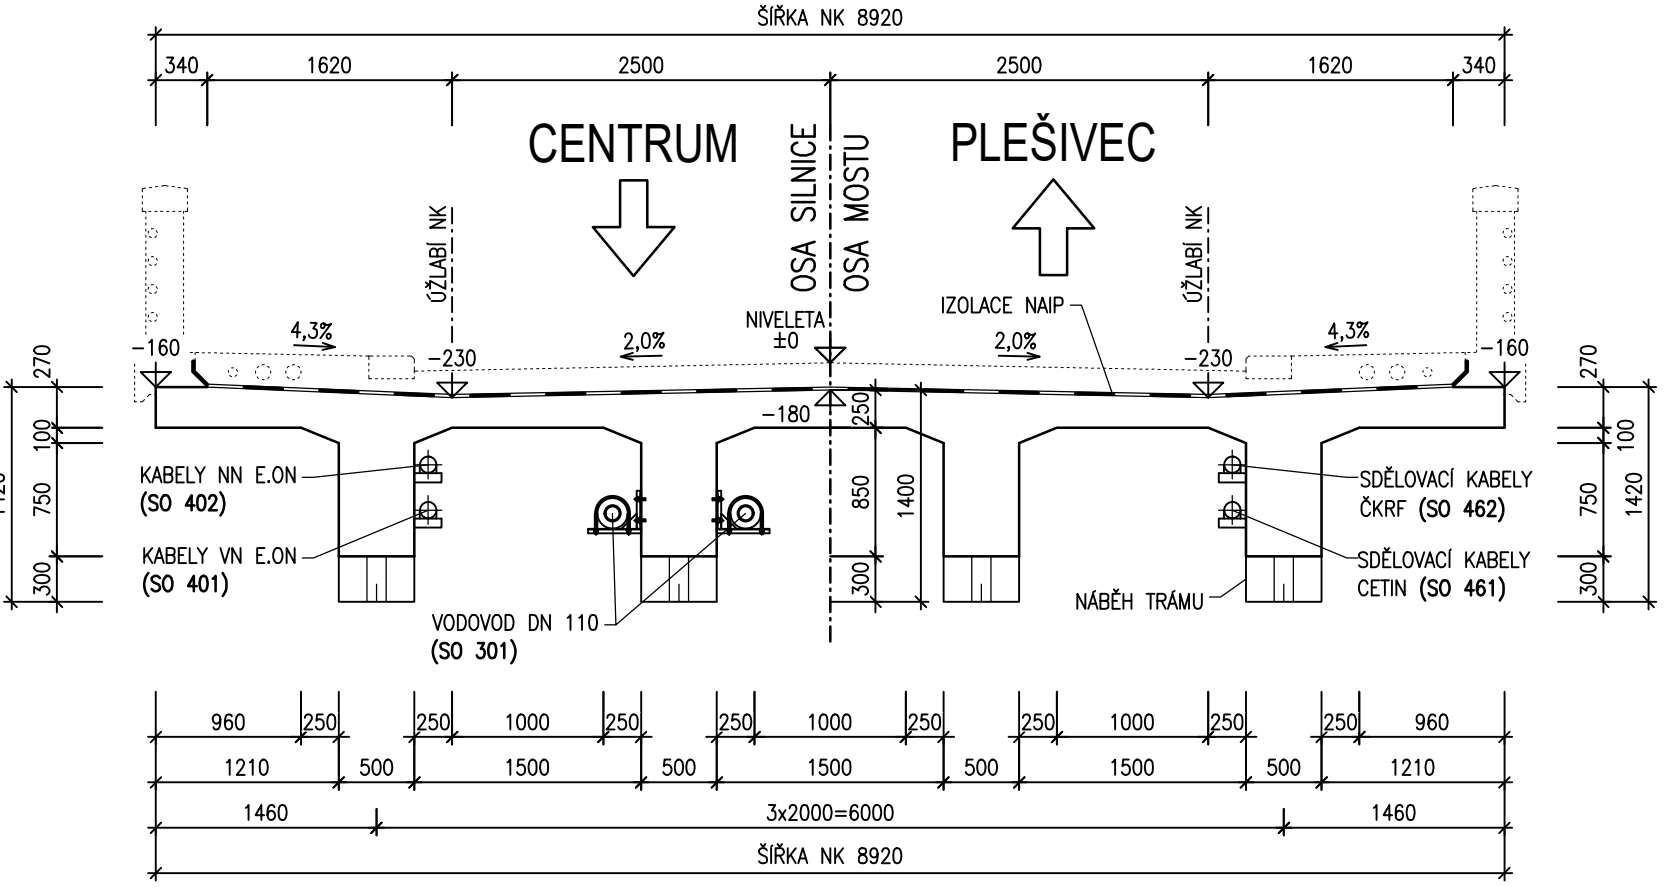 ŠÍŘKA NK 8920
340 1620 2500 2500 1620 340
CENTRUM
PLEŠIVEC
OSA SILNICE
OSA MOSTU
ÚŽLABÍ NK
ÚŽLABÍ NK
IZOLACE NAIP
NIVELETA
±0
4,3% 2,0% 2,0% 4,3%
-160 -230 -230 -160
-180
270
100
750
300
250
850
300
1400
270
100
750
300
1420
KABELY NN E.ON
(SO 402)
KABELY VN E.ON
(SO 401)
VODOVOD DN 110
(SO 301)
SDĚLOVACÍ KABELY
ČKRF (SO 462)
SDĚLOVACÍ KABELY
CETIN (SO 461)
NÁBĚH TRÁMU
960 250 250 1000 250 250 1000 250 250 1000 250 250 960
1210 500 1500 500 1500 500 1500 500 1210
1460 3x2000=6000 1460
ŠÍŘKA NK 8920